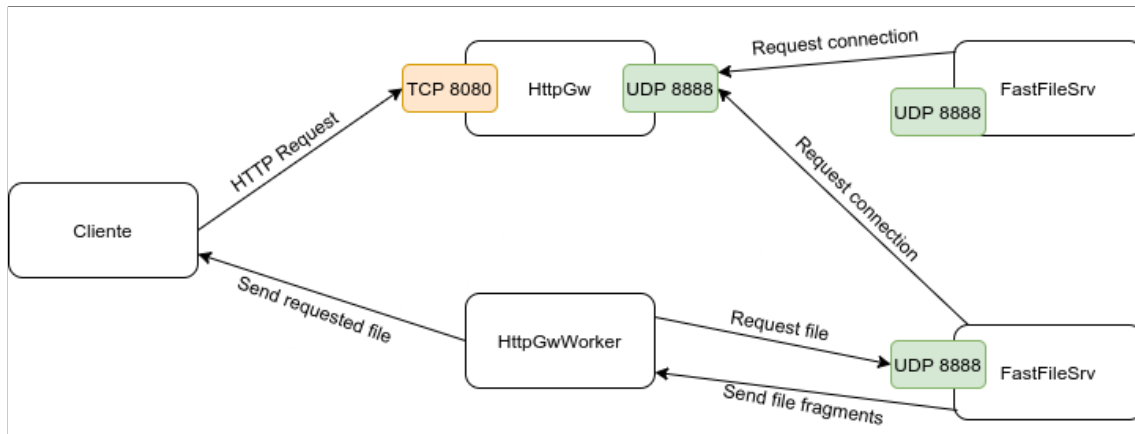 Request connection
TCP 8080
HttpGw
UDP 8888
FastFileSrv
UDP 8888
HTTP Request
Request connection
Cliente
Send requested file
HttpGwWorker
Request file
UDP 8888
FastFileSrv
Send file fragments